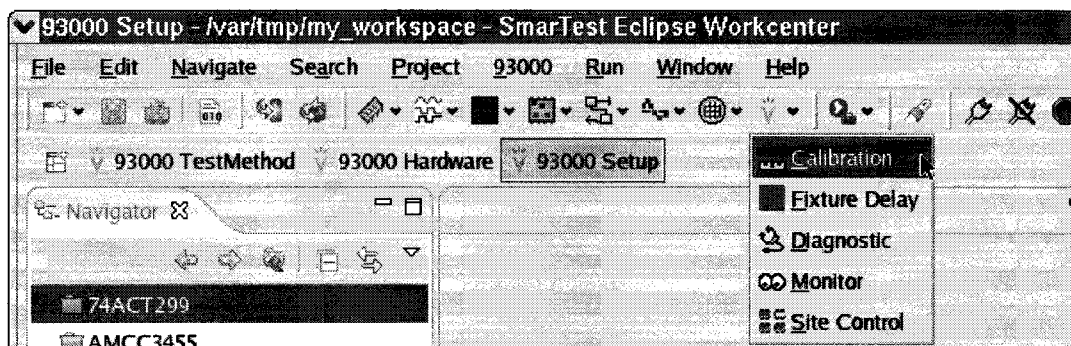 93000 Setup - /var/tmp/my_workspace - SmarTest Eclipse Workcenter
File Edit Navigate Search Project 93000 Run Window Help
010
93000 TestMethod 93000 Hardware 93000 Setup
Calibration
Fixture Delay
Diagnostic
Monitor
Site Control
Navigator
74ACT299
AMCC3455